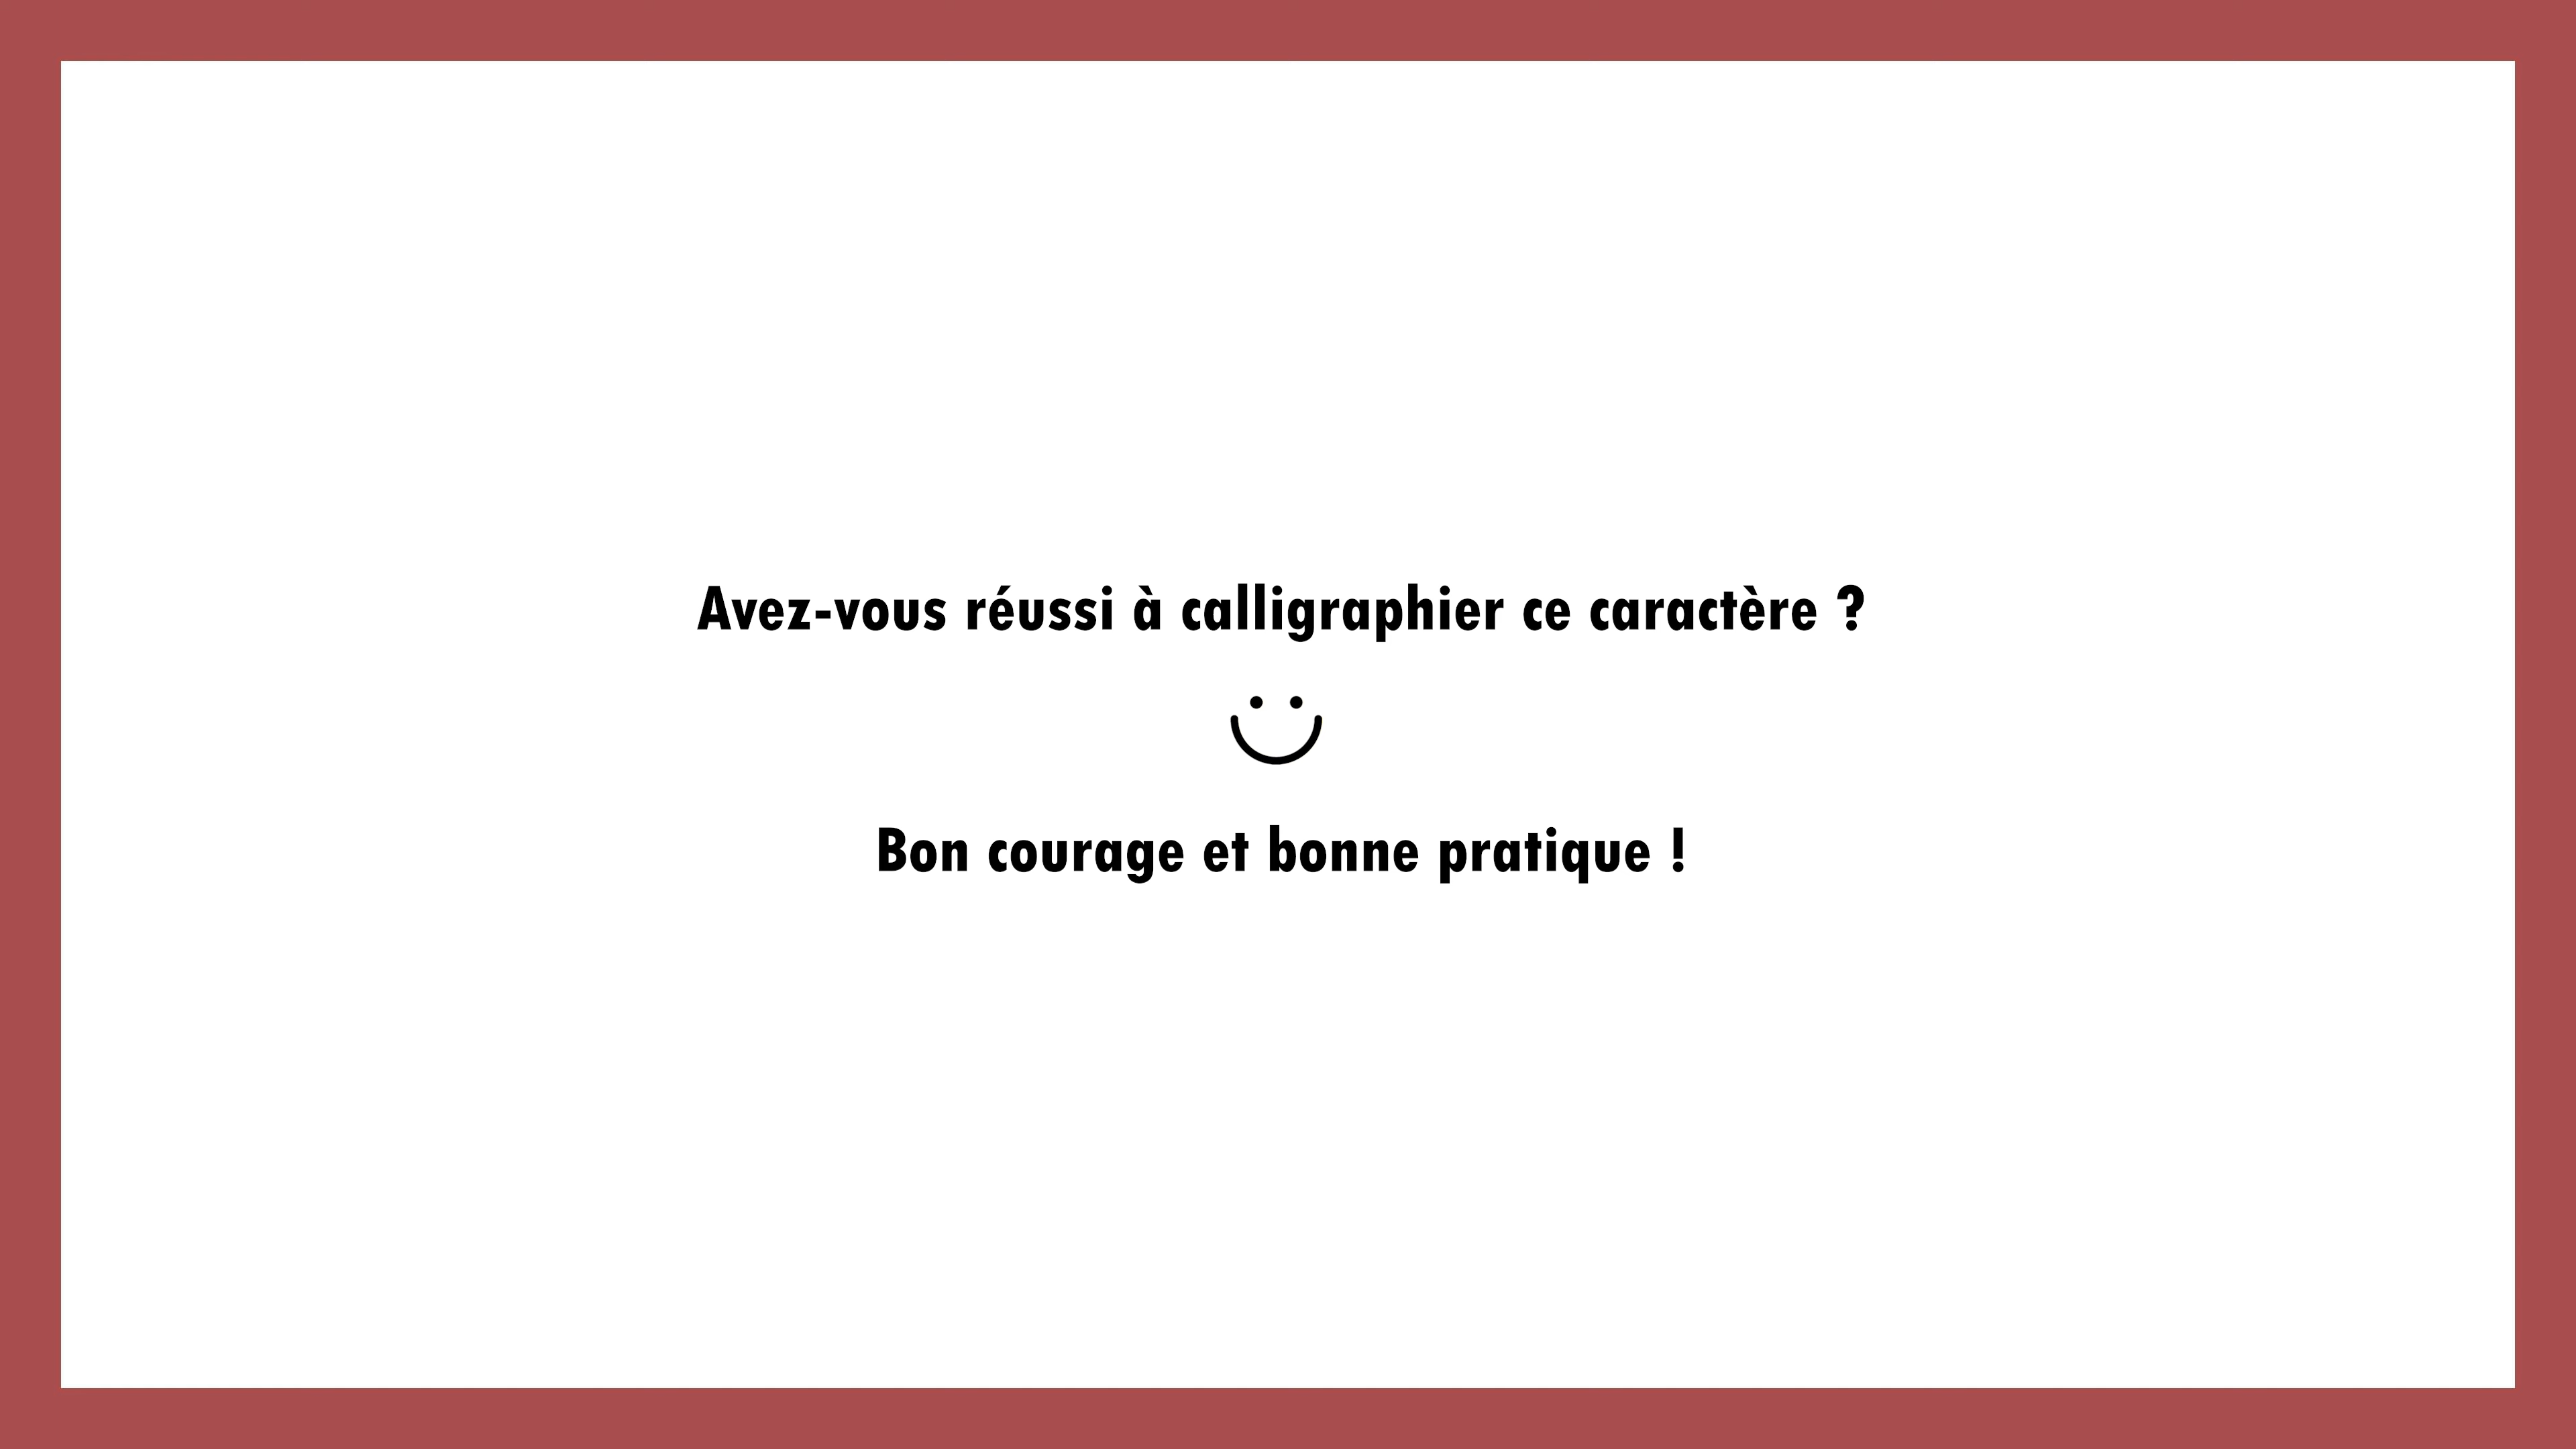 Avez-vous réussi à calligraphier ce caractère ?
Bon courage et bonne pratique !